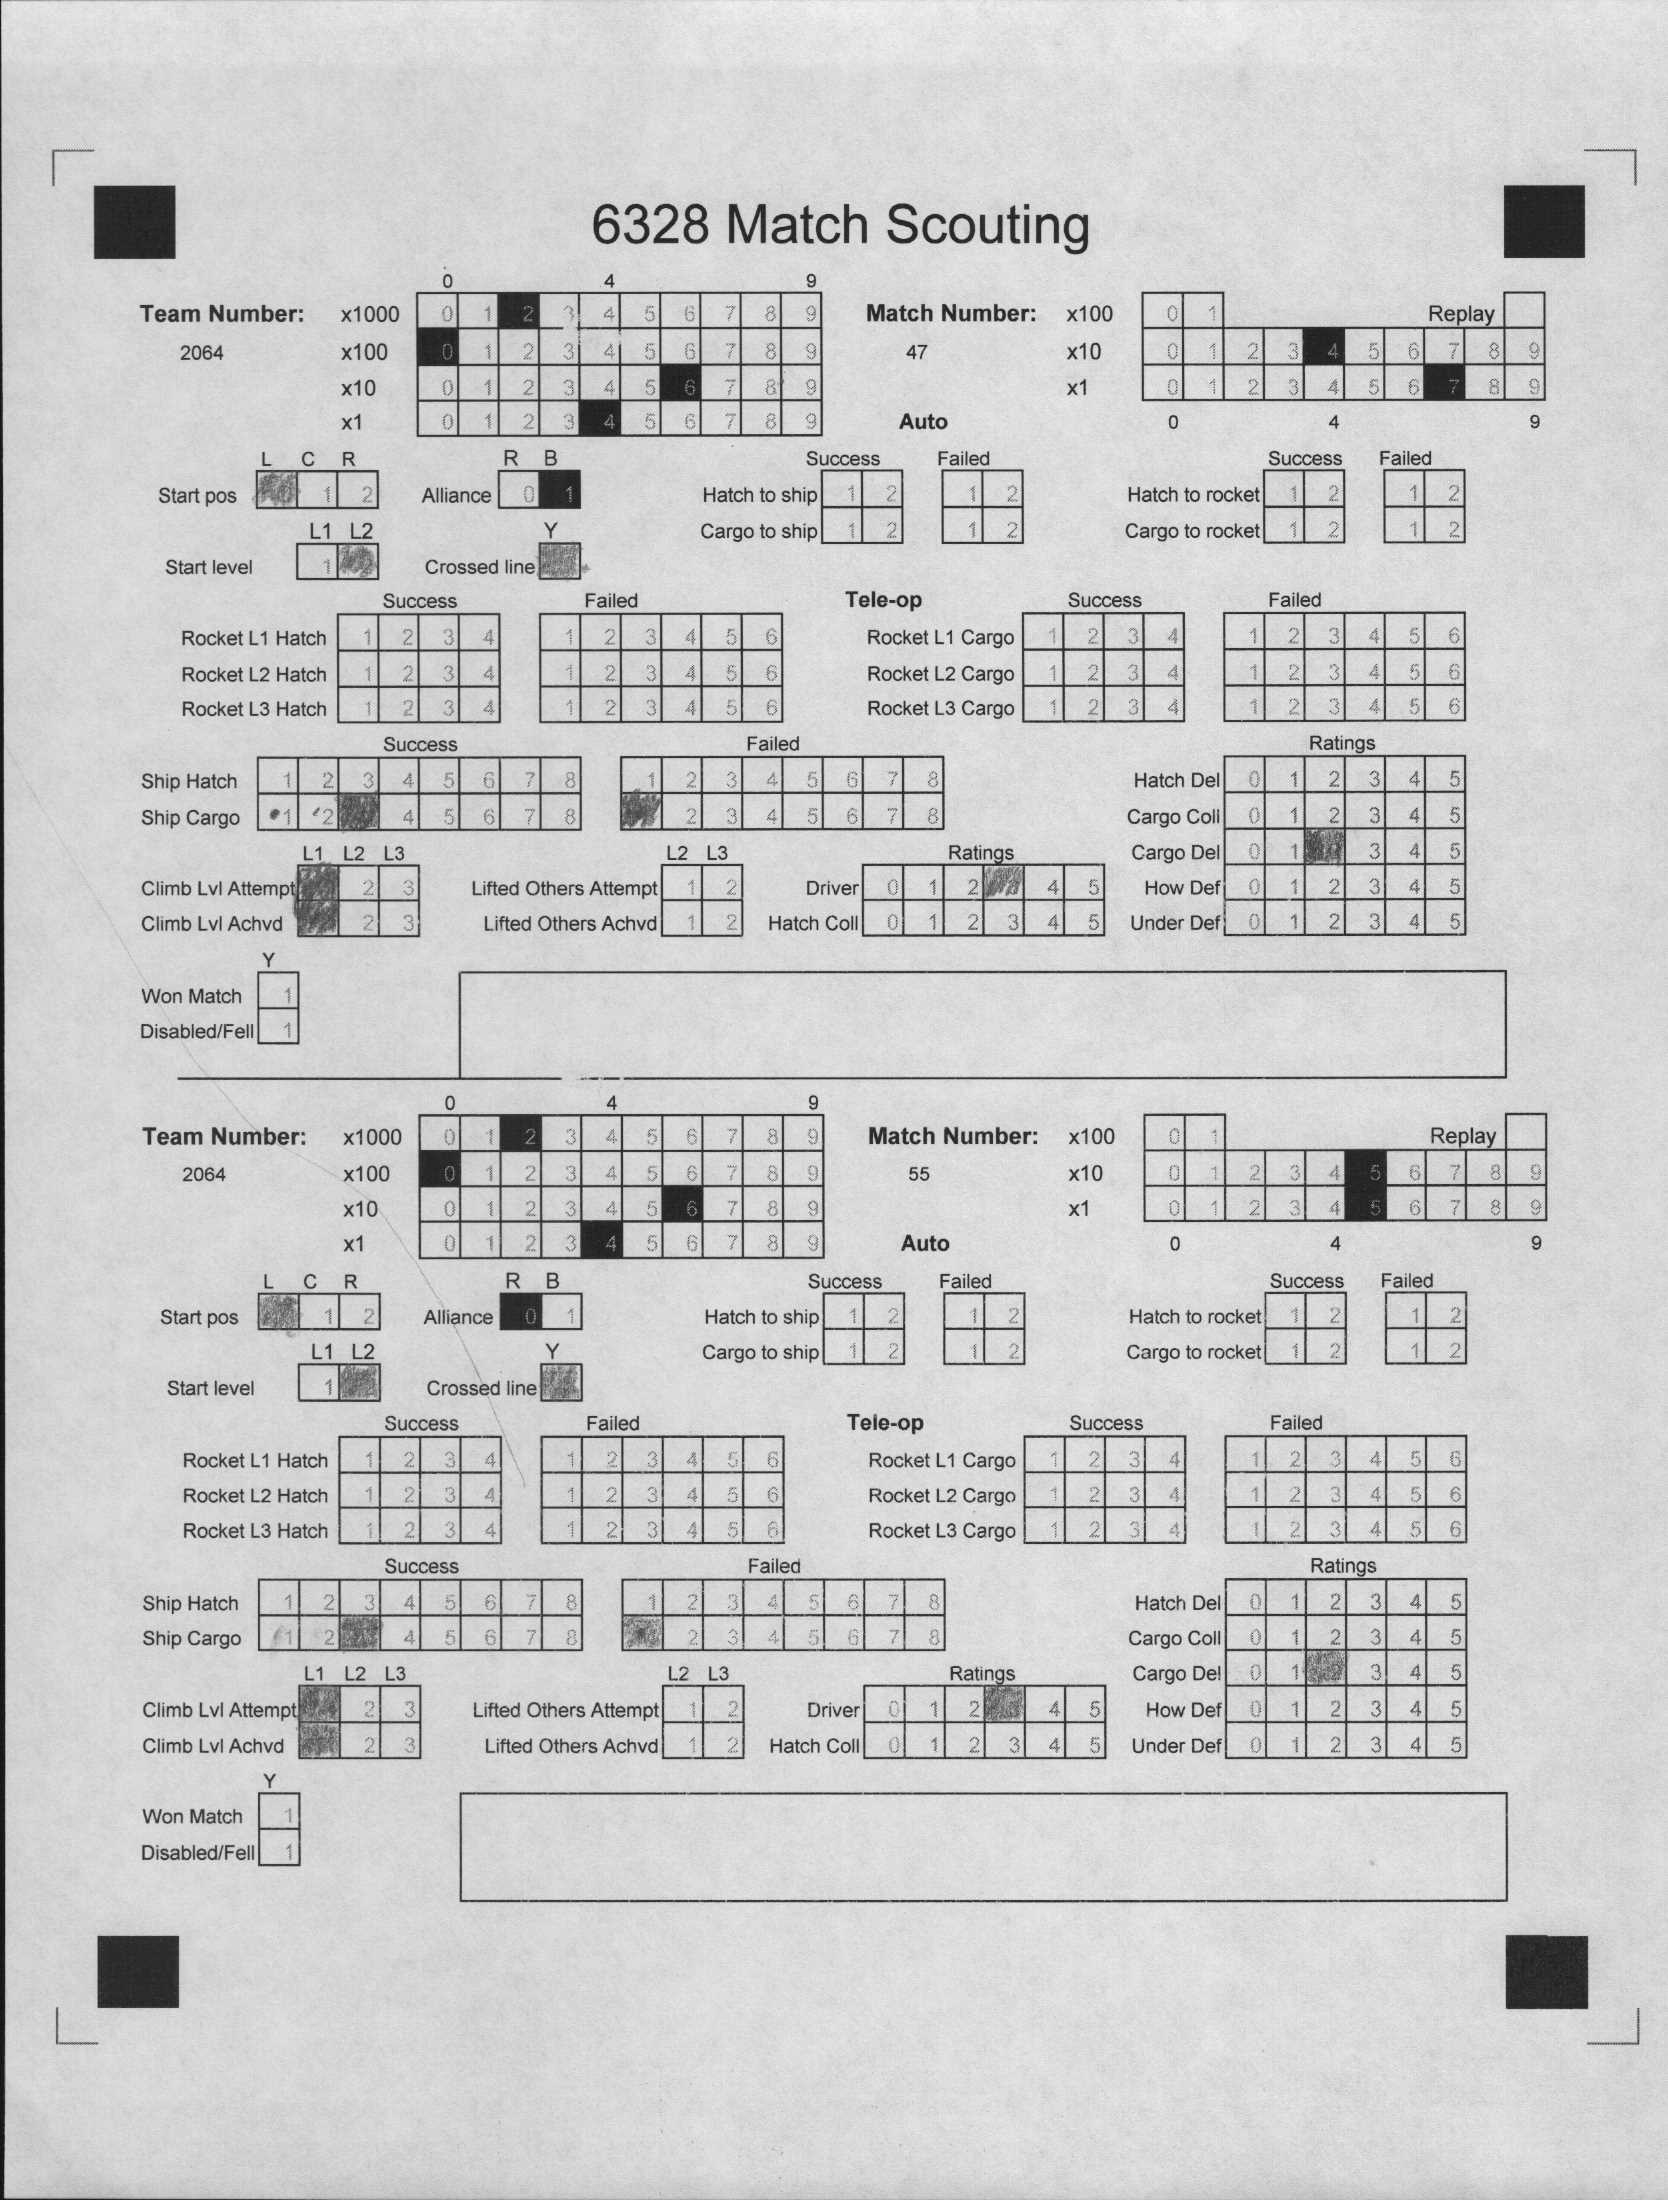 6328 Match Scouting
0 4 9
Team Number: x1000 0 1 2 3 4 5 6 7 8 9 Match Number: x100 0 1 Replay
2064 x100 0 1 2 3 4 5 6 7 8 9 47 x10 0 1 2 3 4 5 6 7 8 9
x10 0 1 2 3 4 5 6 7 8 9 x1 0 1 2 3 4 5 6 7 8 9
x1 0 1 2 3 4 5 6 7 8 9 Auto 0 4 9
L C R R B Success Failed Success Failed
Start pos 1 2 Alliance 0 1 Hatch to ship 1 2 1 2 Hatch to rocket 1 2 1 2
L1 L2 Y Cargo to ship 1 2 1 2 Cargo to rocket 1 2 1 2
Start level 1 2 Crossed line
Success Failed Tele-op Success Failed
Rocket L1 Hatch 1 2 3 4 1 2 3 4 5 6 Rocket L1 Cargo 1 2 3 4 1 2 3 4 5 6
Rocket L2 Hatch 1 2 3 4 1 2 3 4 5 6 Rocket L2 Cargo 1 2 3 4 1 2 3 4 5 6
Rocket L3 Hatch 1 2 3 4 1 2 3 4 5 6 Rocket L3 Cargo 1 2 3 4 1 2 3 4 5 6
Success Failed Ratings
Ship Hatch 1 2 3 4 5 6 7 8 1 2 3 4 5 6 7 8 Hatch Del 0 1 2 3 4 5
Ship Cargo 1 2 4 5 6 7 8 2 3 4 5 6 7 8 Cargo Coll 0 1 2 3 4 5
L1 L2 L3 L2 L3 Ratings Cargo Del 0 1 3 4 5
Climb Lvl Attempt 2 3 Lifted Others Attempt 1 2 Driver 0 1 2 4 5 How Def 0 1 2 3 4 5
Climb Lvl Achvd 2 3 Lifted Others Achvd 1 2 Hatch Coll 0 1 2 3 4 5 Under Def 0 1 2 3 4 5
Y
Won Match 1
Disabled/Fell 1
0 4 9
Team Number: x1000 0 1 2 3 4 5 6 7 8 9 Match Number: x100 0 1 Replay
2064 x100 0 1 2 3 4 5 6 7 8 9 55 x10 0 1 2 3 4 5 6 7 8 9
x10 0 1 2 3 4 5 6 7 8 9 x1 0 1 2 3 4 5 6 7 8 9
x1 0 1 2 3 4 5 6 7 8 9 Auto 0 4 9
L C R R B Success Failed Success Failed
Start pos 1 2 Alliance 0 1 Hatch to ship 1 2 1 2 Hatch to rocket 1 2 1 2
L1 L2 Y Cargo to ship 1 2 1 2 Cargo to rocket 1 2 1 2
Start level 1 Crossed line
Success Failed Tele-op Success Failed
Rocket L1 Hatch 1 2 3 4 1 2 3 4 5 6 Rocket L1 Cargo 1 2 3 4 1 2 3 4 5 6
Rocket L2 Hatch 1 2 3 4 1 2 3 4 5 6 Rocket L2 Cargo 1 2 3 4 1 2 3 4 5 6
Rocket L3 Hatch 1 2 3 4 1 2 3 4 5 6 Rocket L3 Cargo 1 2 3 4 1 2 3 4 5 6
Success Failed Ratings
Ship Hatch 1 2 3 4 5 6 7 8 1 2 3 4 5 6 7 8 Hatch Del 0 1 2 3 4 5
Ship Cargo 1 2 4 5 6 7 8 2 3 4 5 6 7 8 Cargo Coll 0 1 2 3 4 5
L1 L2 L3 L2 L3 Ratings Cargo Del 0 1 3 4 5
Climb Lvl Attempt 2 3 Lifted Others Attempt 1 2 Driver 0 1 2 4 5 How Def 0 1 2 3 4 5
Climb Lvl Achvd 2 3 Lifted Others Achvd 1 2 Hatch Coll 0 1 2 3 4 5 Under Def 0 1 2 3 4 5
Y
Won Match 1
Disabled/Fell 1